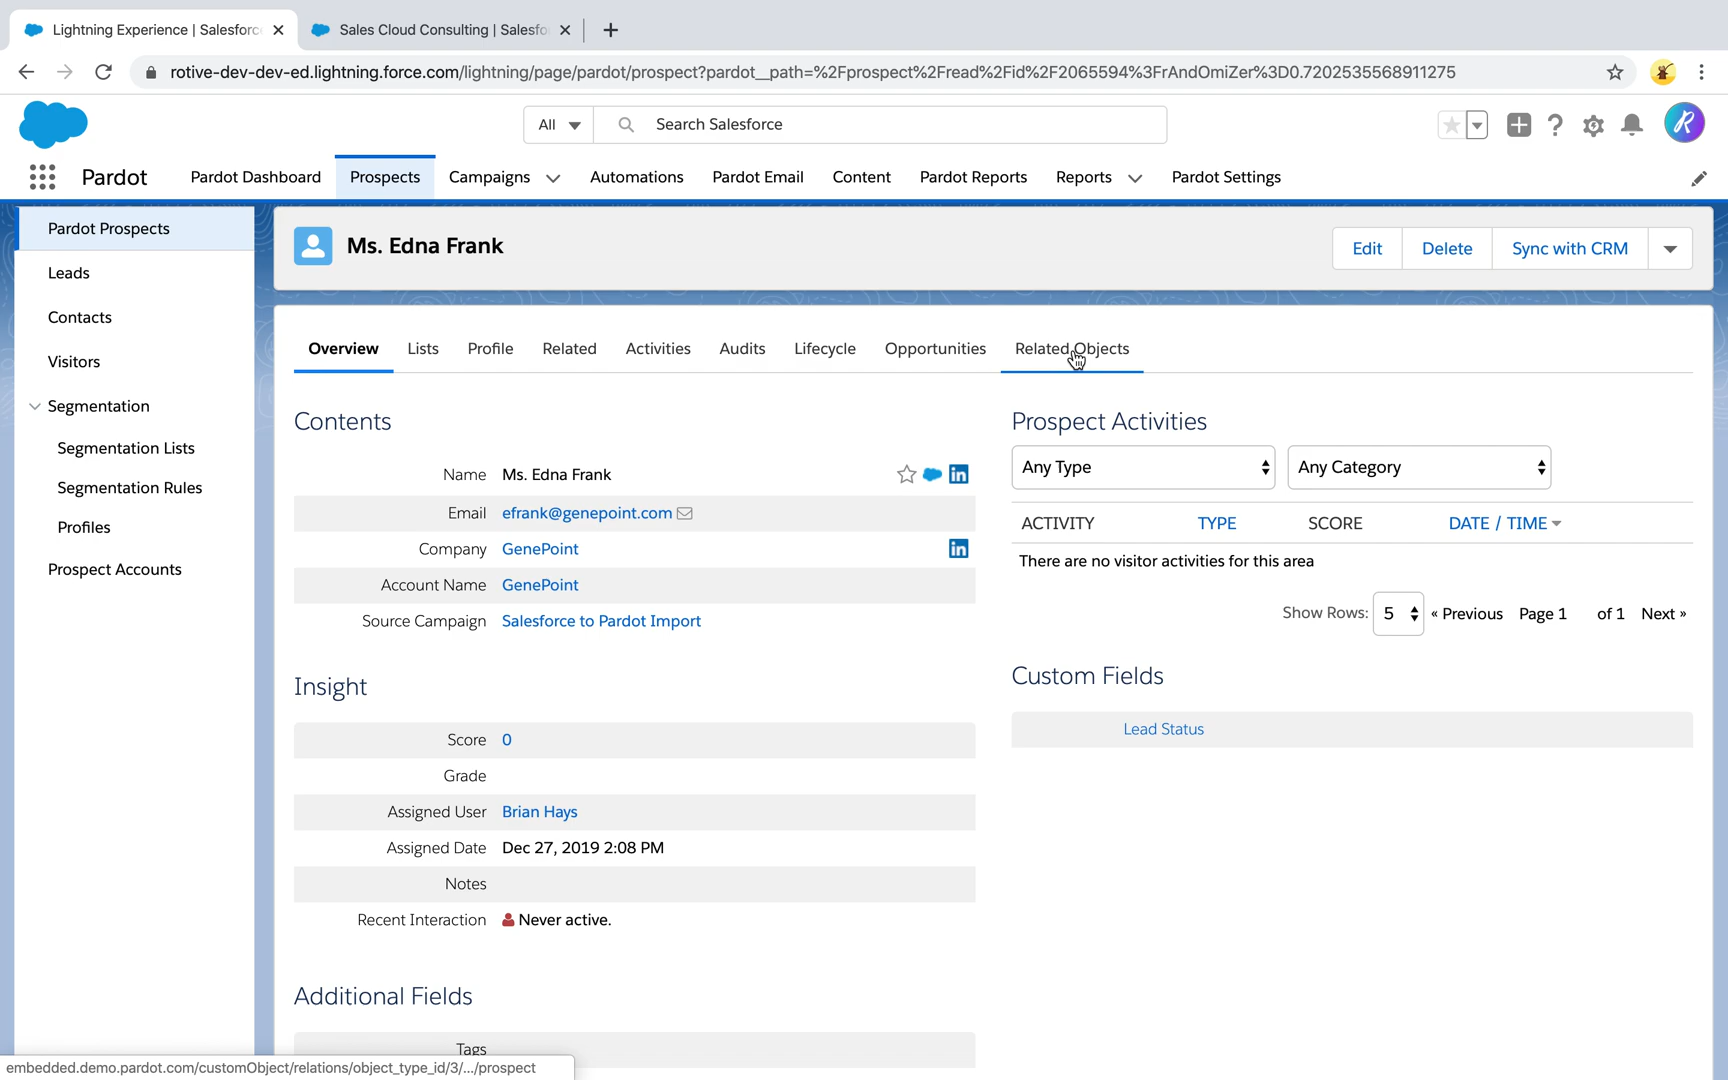 Lightning Experience | Salesforc
Sales Cloud Consulting | Salesfo
rotive-dev-dev-ed.lightning.force.com/lightning/page/pardot/prospect?pardot__path=%2Fprospect%2Fread%2Fid%2F2065594%3FrAndOmiZer%3D0.7202535568911275
All
Search Salesforce
Pardot
Pardot Dashboard
Prospects
Campaigns
Automations
Pardot Email
Content
Pardot Reports
Reports
Pardot Settings
Pardot Prospects
Leads
Contacts
Visitors
Segmentation
Segmentation Lists
Segmentation Rules
Profiles
Prospect Accounts
Ms. Edna Frank
Edit
Delete
Sync with CRM
Overview
Lists
Profile
Related
Activities
Audits
Lifecycle
Opportunities
Related Objects
Contents
Name Ms. Edna Frank
Email efrank@genepoint.com
Company GenePoint
Account Name GenePoint
Source Campaign Salesforce to Pardot Import
Insight
Score 0
Grade
Assigned User Brian Hays
Assigned Date Dec 27, 2019 2:08 PM
Notes
Recent Interaction Never active.
Additional Fields
Tags
Prospect Activities
Any Type
Any Category
ACTIVITY TYPE SCORE DATE / TIME
There are no visitor activities for this area
Show Rows: 5 « Previous Page 1 of 1 Next »
Custom Fields
Lead Status
embedded.demo.pardot.com/customObject/relations/object_type_id/3/.../prospect